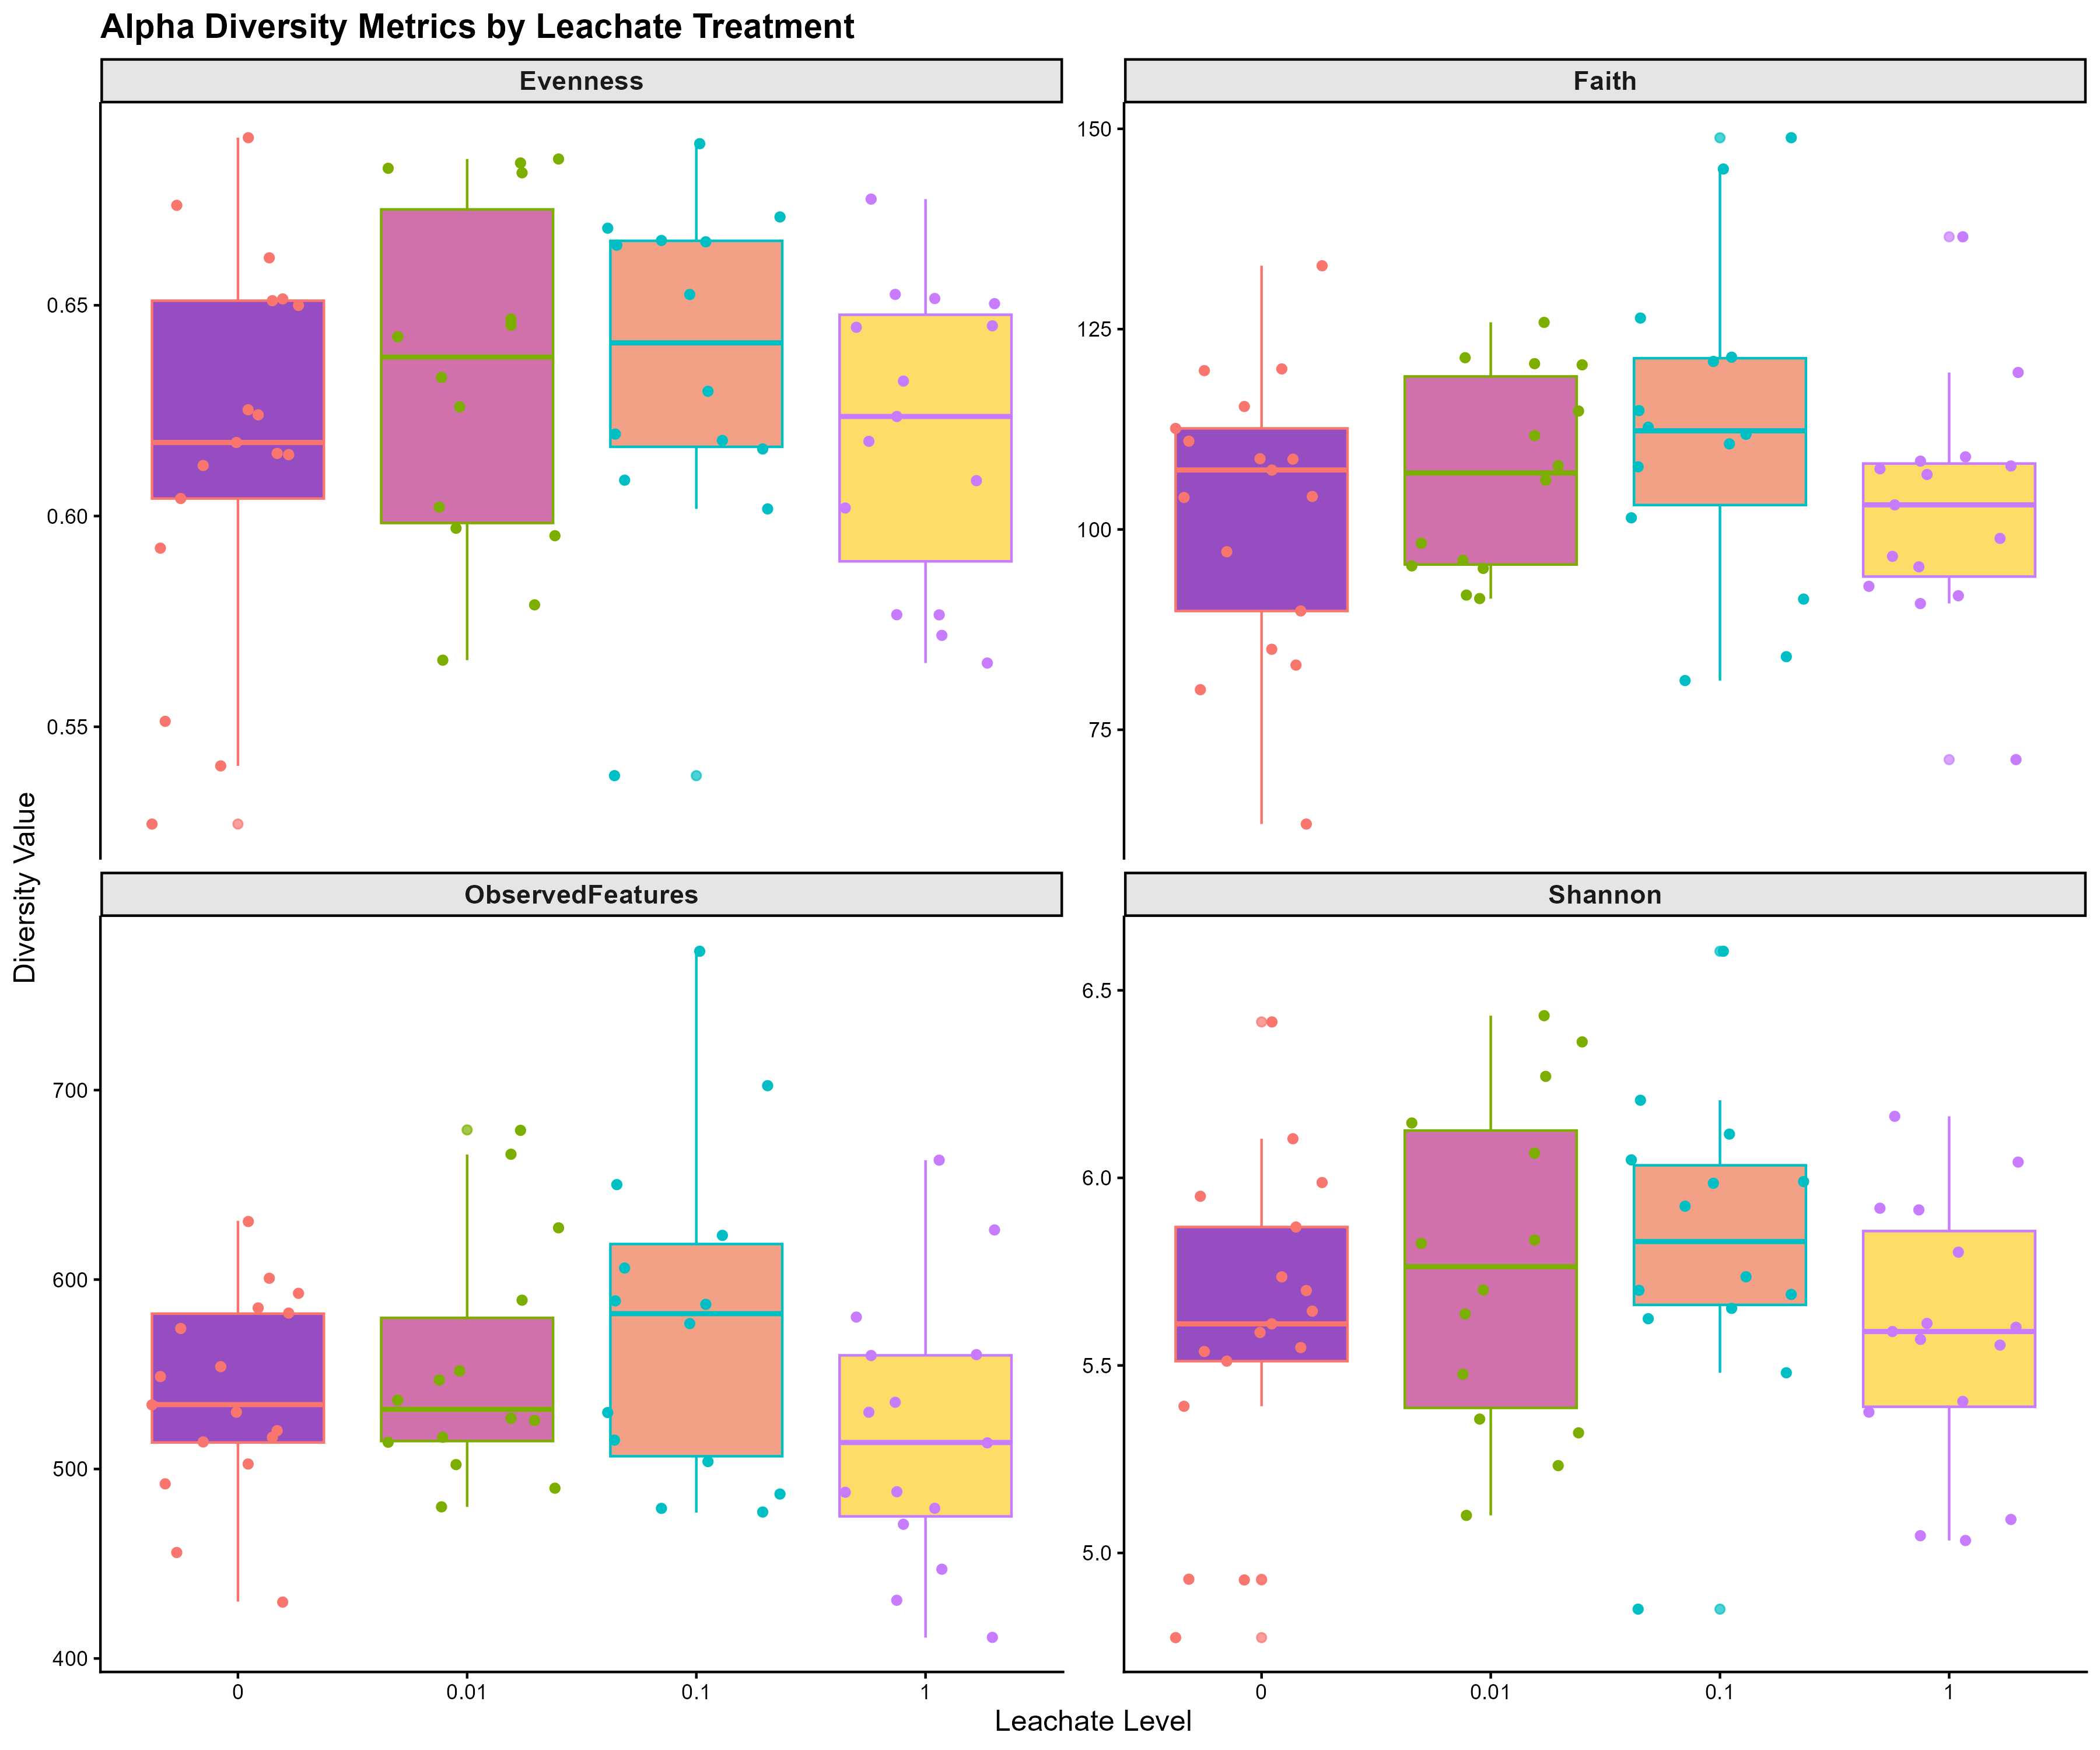 Alpha Diversity Metrics by Leachate Treatment
Evenness
Faith
0.65
0.60
0.55
150
125
100
75
Diversity Value
ObservedFeatures
Shannon
700
600
500
400
6.5
6.0
5.5
5.0
0 0.01 0.1 1
0 0.01 0.1 1
Leachate Level